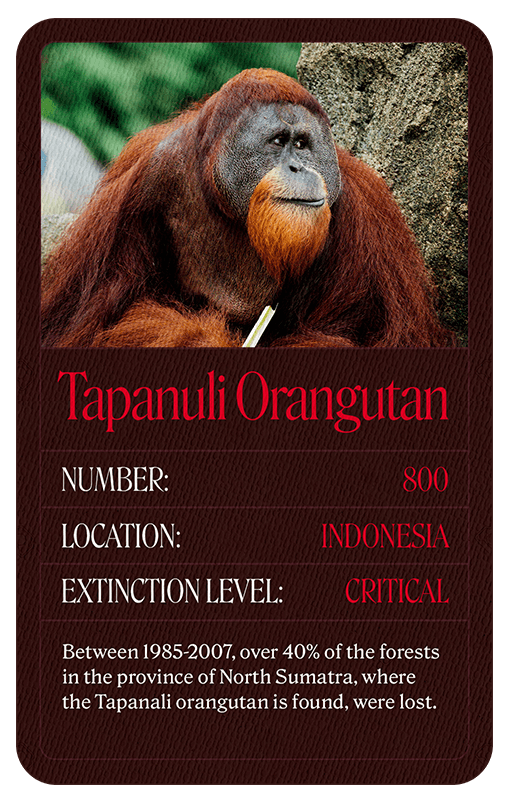 Tapanuli Orangutan
NUMBER: 800
LOCATION: INDONESIA
EXTINCTION LEVEL: CRITICAL
Between 1985-2007, over 40% of the forests
in the province of North Sumatra, where
the Tapanali orangutan is found, were lost.